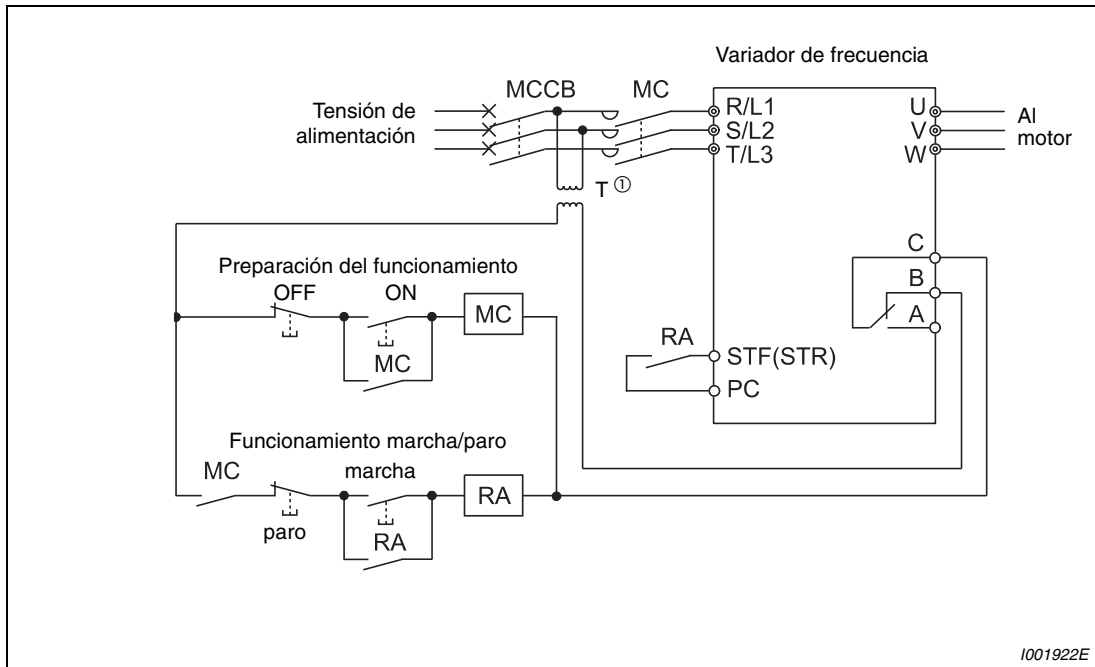 Variador de frecuencia
MCCB
MC
Tensión de
alimentación
R/L1
S/L2
T/L3
U
V
W
Al
motor
T ①
C
B
A
Preparación del funcionamiento
OFF
ON
MC
MC
RA
STF(STR)
PC
Funcionamiento marcha/paro
MC
marcha
RA
paro
RA
I001922E